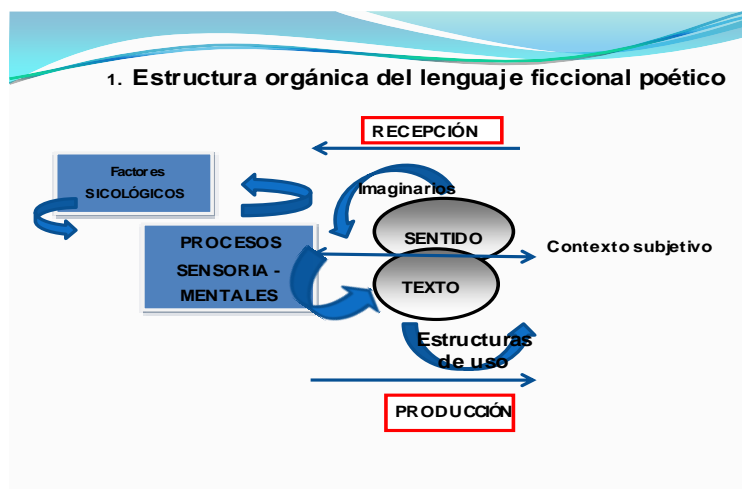 1. Estructura orgánica del lenguaje ficcional poético
RECEPCIÓN
Factores
SICOLÓGICOS
Imaginarios
PROCESOS
SENSORIA -
MENTALES
SENTIDO
TEXTO
Contexto subjetivo
Estructuras
de uso
PRODUCCIÓN